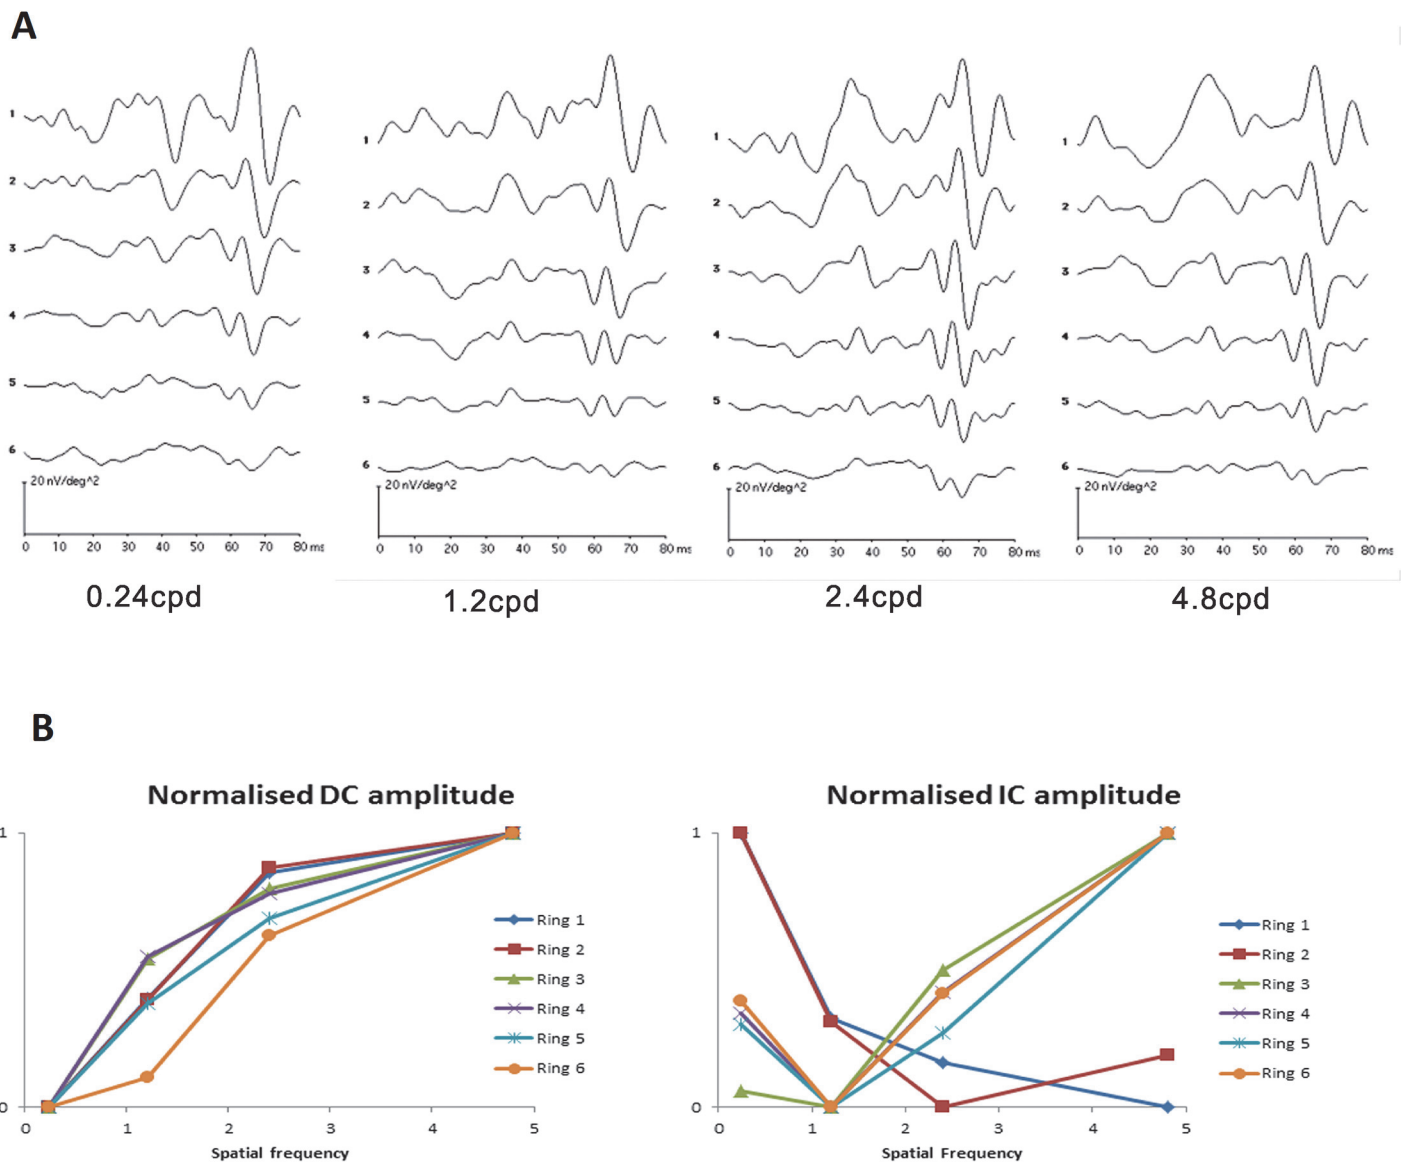 A
1
2
3
4
5
6
20 nV/deg^2
0 10 20 30 40 50 60 70 80 ms
0.24cpd
1
2
3
4
5
6
20 nV/deg^2
0 10 20 30 40 50 60 70 80 ms
1.2cpd
1
2
3
4
5
6
20 nV/deg^2
0 10 20 30 40 50 60 70 80 ms
2.4cpd
1
2
3
4
5
6
20 nV/deg^2
0 10 20 30 40 50 60 70 80 ms
4.8cpd
B
Normalised DC amplitude
1
0
0 1 2 3 4 5
Spatial frequency
Ring 1
Ring 2
Ring 3
Ring 4
Ring 5
Ring 6
Normalised IC amplitude
1
0
0 1 2 3 4 5
Spatial Frequency
Ring 1
Ring 2
Ring 3
Ring 4
Ring 5
Ring 6